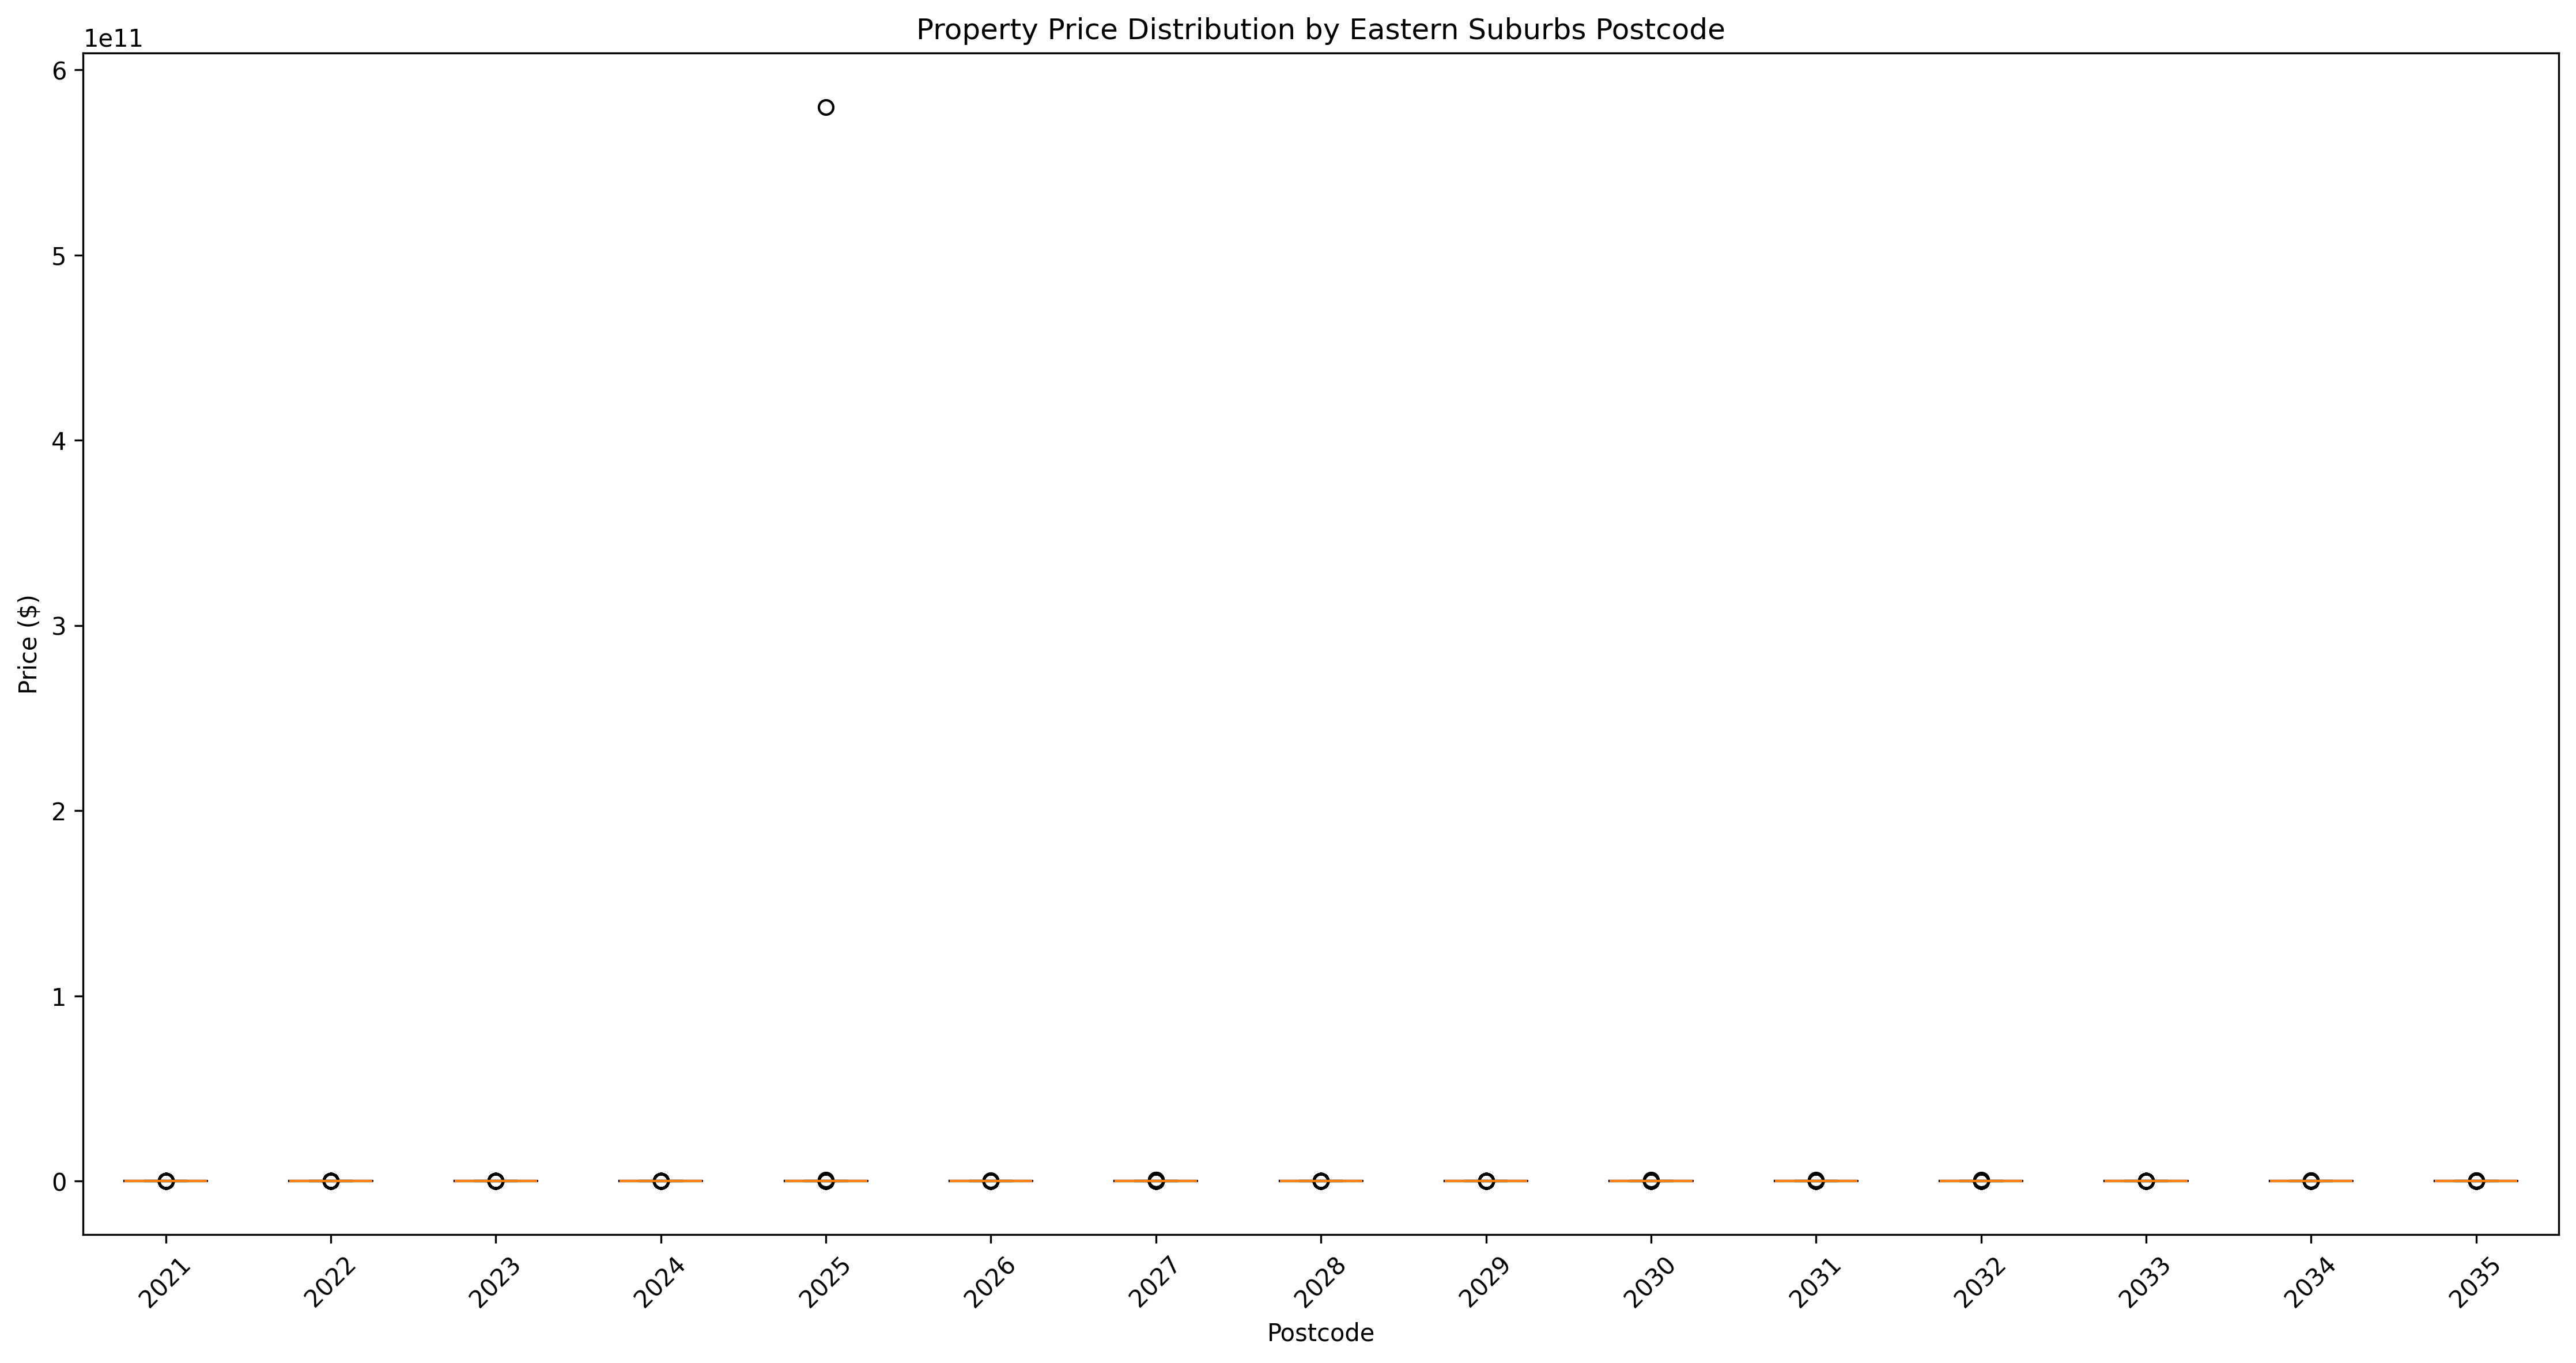 Property Price Distribution by Eastern Suburbs Postcode
1e11
6
5
4
3
2
1
0
Price ($)
2021 2022 2023 2024 2025 2026 2027 2028 2029 2030 2031 2032 2033 2034 2035
Postcode